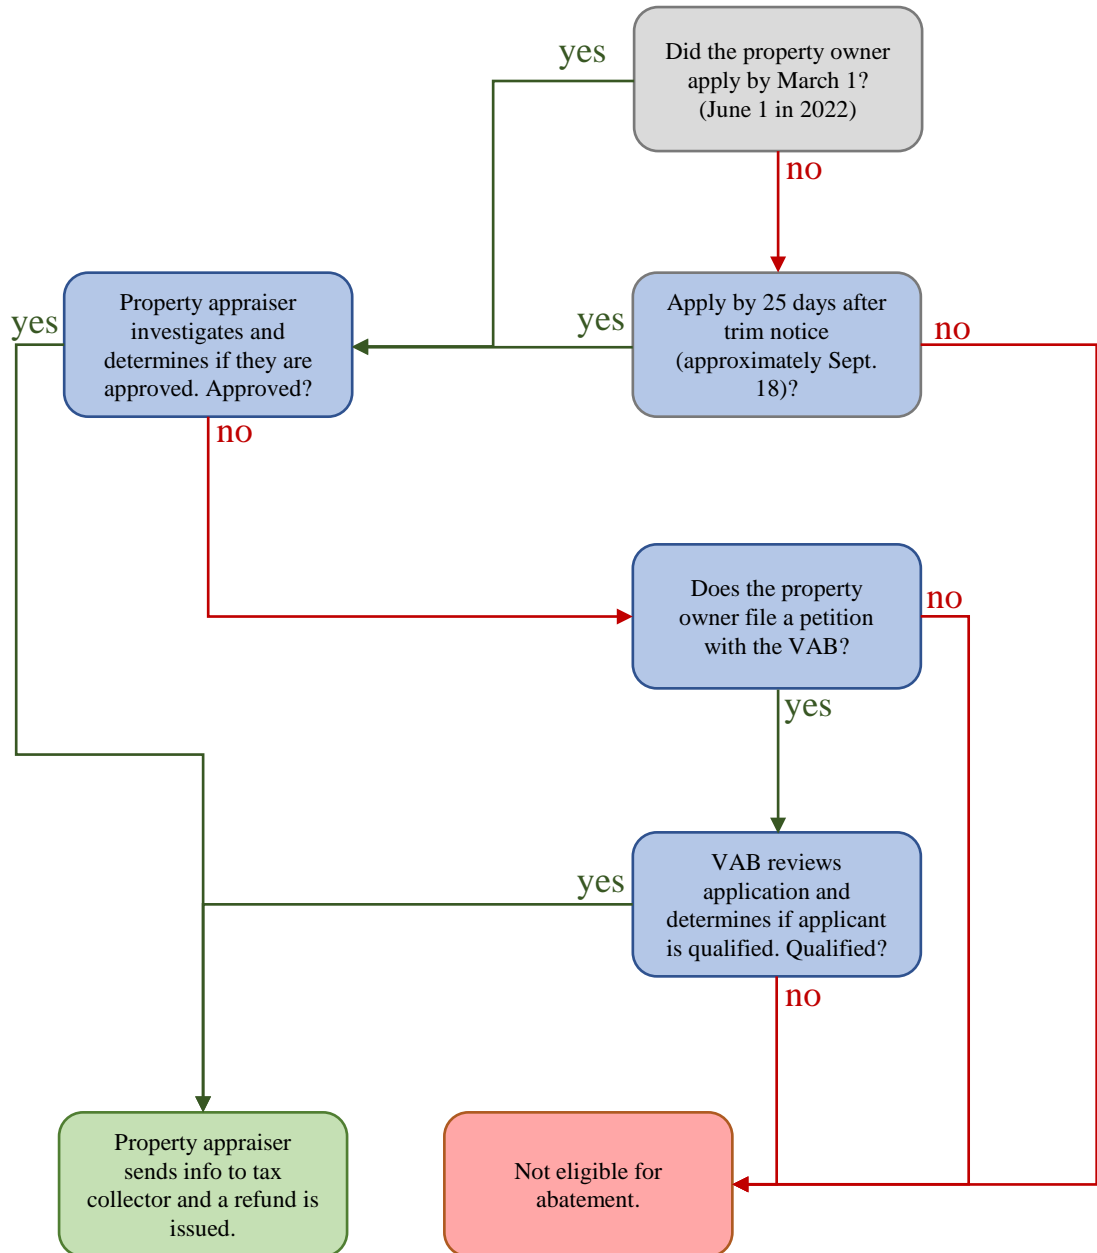 yes
Did the property owner
apply by March 1?
(June 1 in 2022)
no
yes
Property appraiser
investigates and
determines if they are
approved. Approved?
yes
Apply by 25 days after
trim notice
(approximately Sept.
18)?
no
no
Does the property
owner file a petition
with the VAB?
no
yes
yes
VAB reviews
application and
determines if applicant
is qualified. Qualified?
no
Property appraiser
sends info to tax
collector and a refund is
issued.
Not eligible for
abatement.